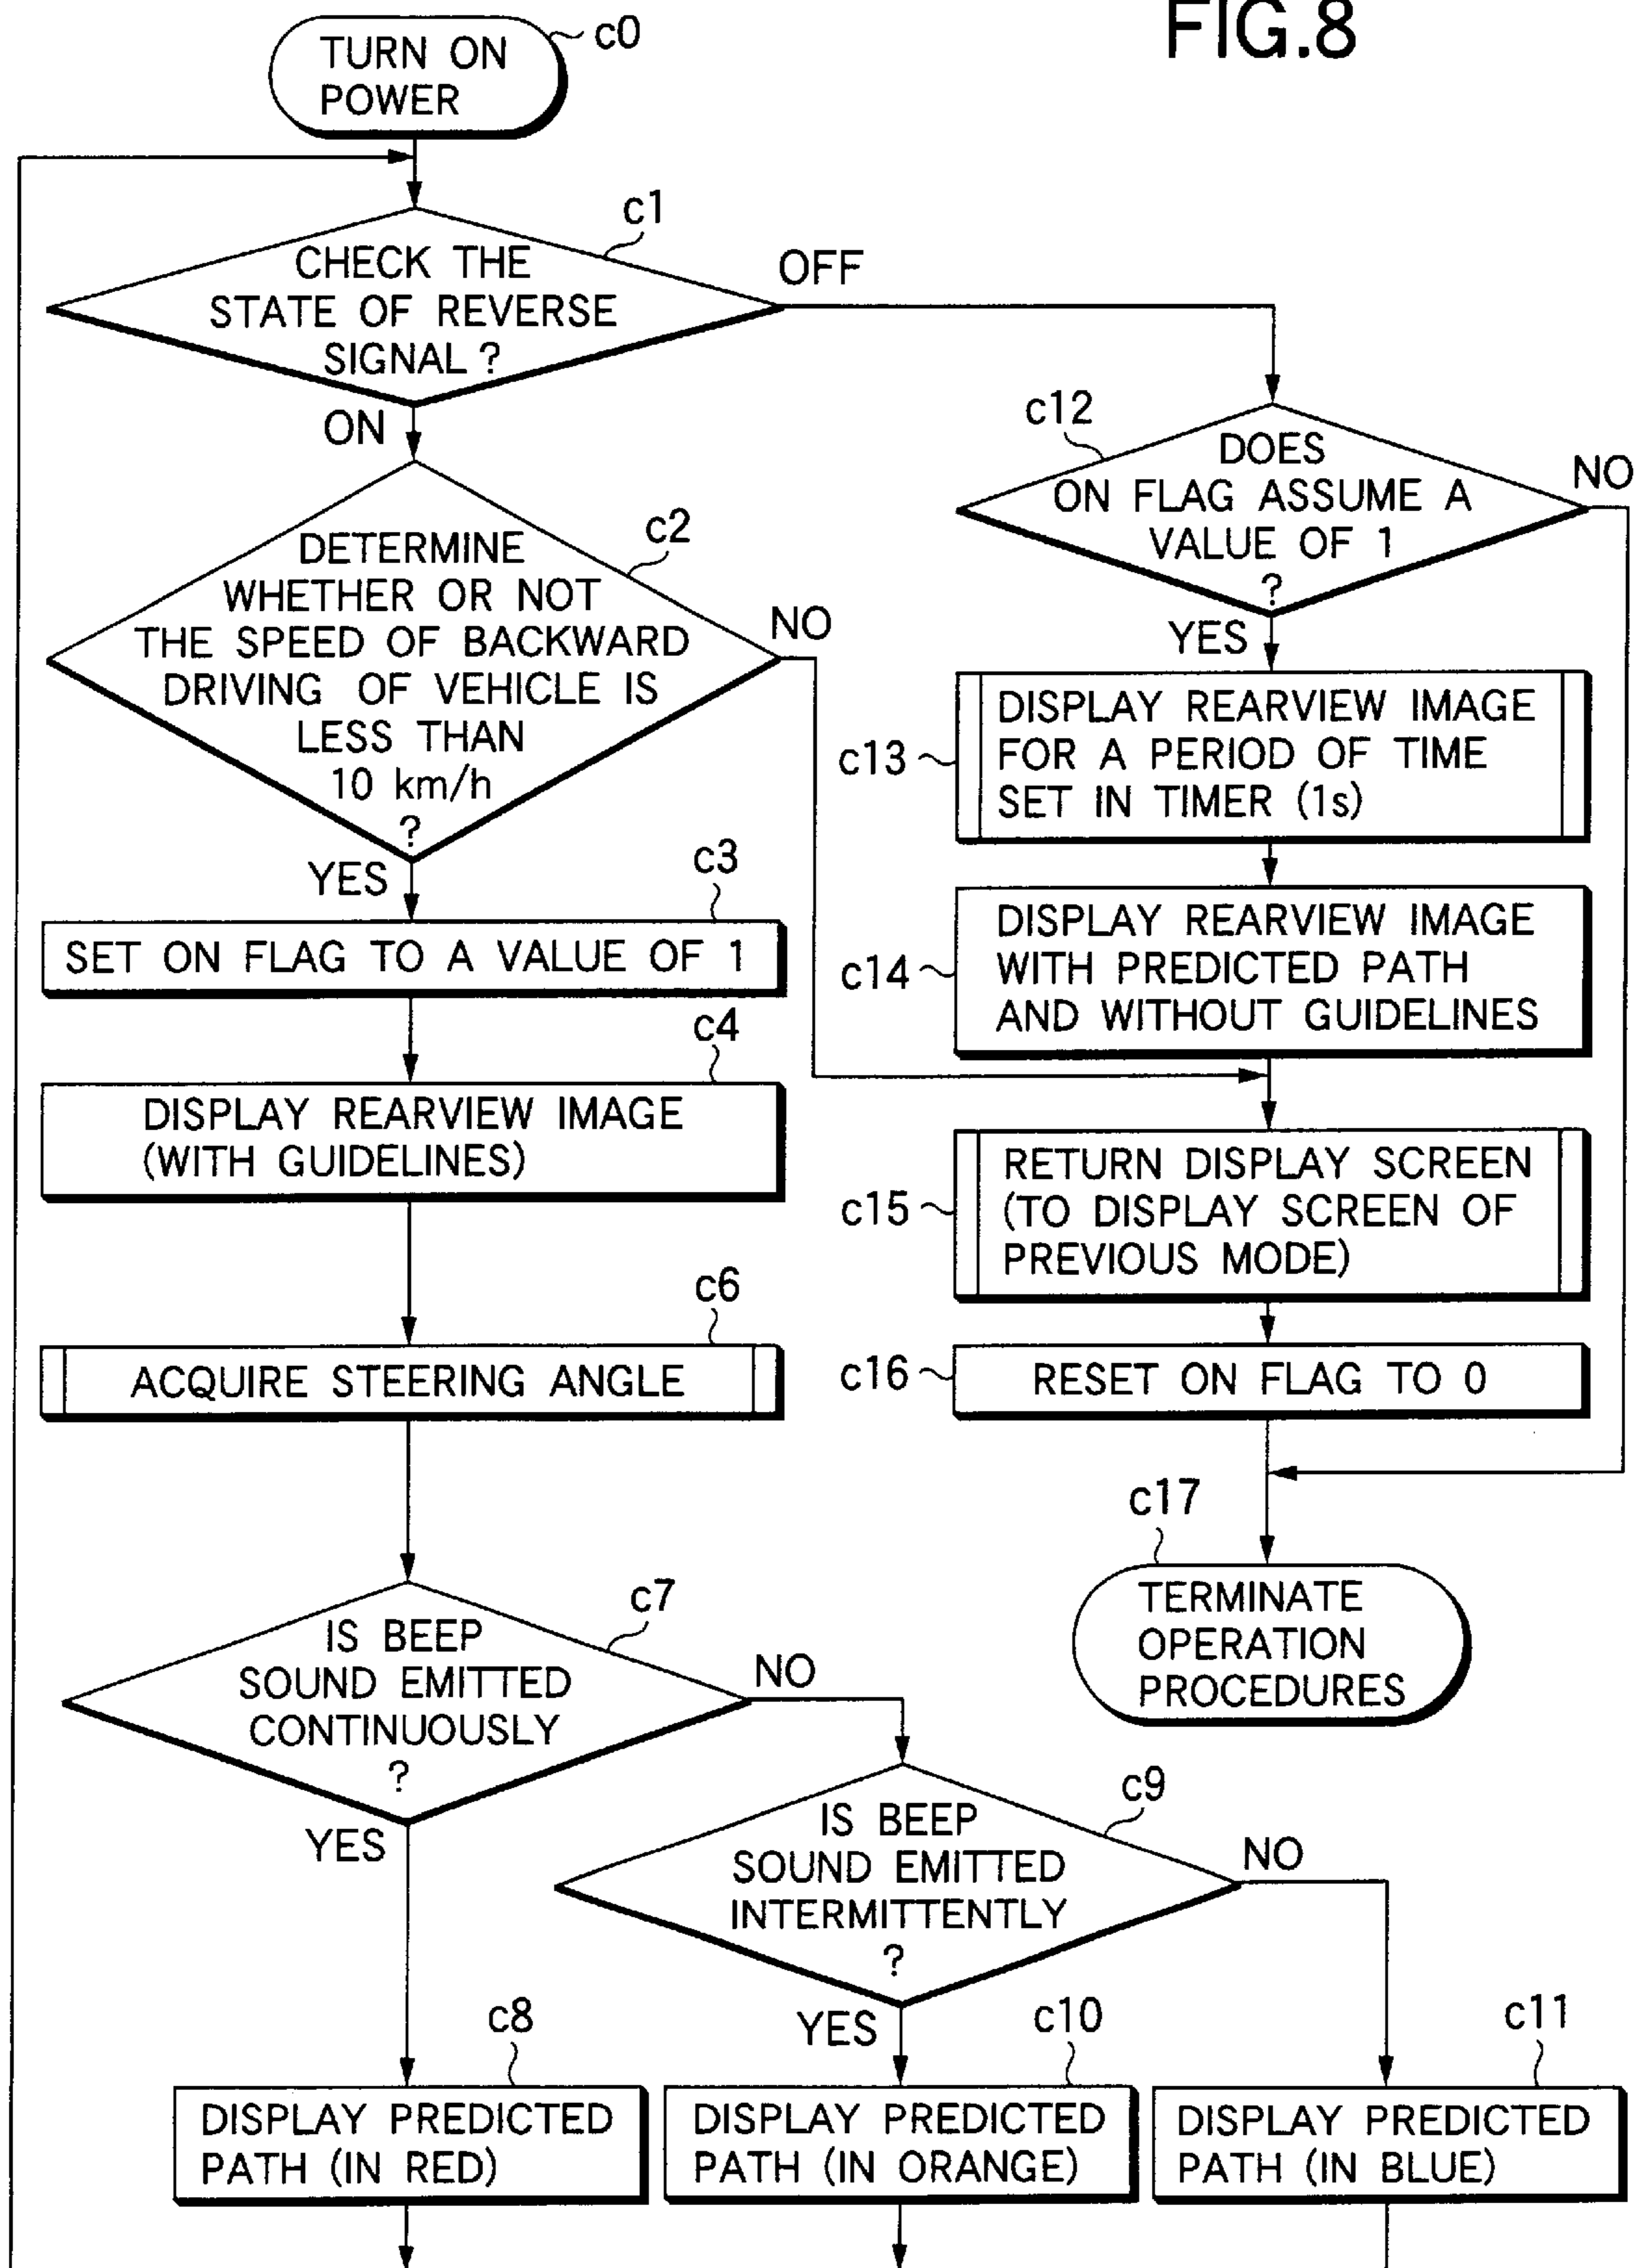 FIG.8
TURN ON
POWER
c0
c1
CHECK THE
STATE OF REVERSE
SIGNAL ?
OFF
ON
c2
DETERMINE
WHETHER OR NOT
THE SPEED OF BACKWARD
DRIVING OF VEHICLE IS
LESS THAN
10 km/h
?
NO
YES
c3
SET ON FLAG TO A VALUE OF 1
c4
DISPLAY REARVIEW IMAGE
(WITH GUIDELINES)
c6
ACQUIRE STEERING ANGLE
c7
IS BEEP
SOUND EMITTED
CONTINUOUSLY
?
NO
YES
c9
IS BEEP
SOUND EMITTED
INTERMITTENTLY
?
NO
YES
c8
DISPLAY PREDICTED
PATH (IN RED)
c10
DISPLAY PREDICTED
PATH (IN ORANGE)
c11
DISPLAY PREDICTED
PATH (IN BLUE)
c12
DOES
ON FLAG ASSUME A
VALUE OF 1
?
NO
YES
c13
DISPLAY REARVIEW IMAGE
FOR A PERIOD OF TIME
SET IN TIMER (1s)
c14
DISPLAY REARVIEW IMAGE
WITH PREDICTED PATH
AND WITHOUT GUIDELINES
c15
RETURN DISPLAY SCREEN
(TO DISPLAY SCREEN OF
PREVIOUS MODE)
c16
RESET ON FLAG TO 0
c17
TERMINATE
OPERATION
PROCEDURES